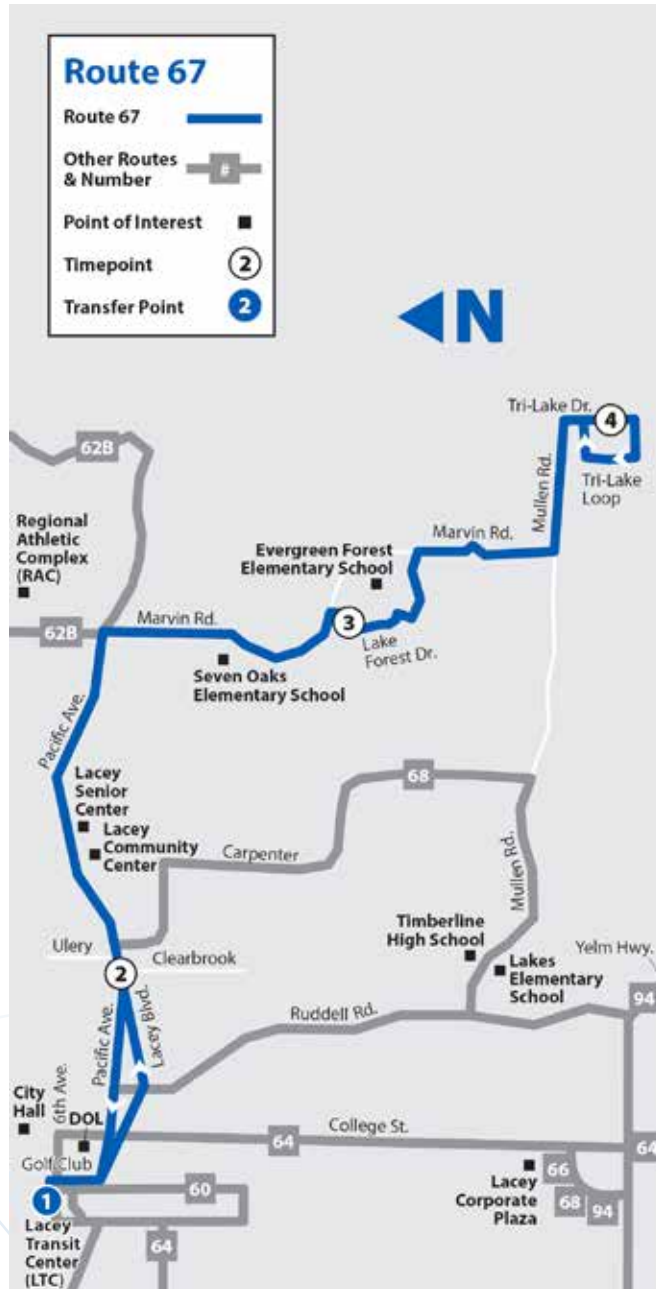 Route 67
Route 67
Other Routes
& Number
#
Point of Interest
Timepoint
2
Transfer Point
2
N
Tri-Lake Dr.
4
62B
Mullen Rd.
Tri-Lake
Loop
Regional
Athletic
Complex
(RAC)
Evergreen Forest
Elementary School
Marvin Rd.
62B
Marvin Rd.
3
Lake
Forest Dr.
Seven Oaks
Elementary School
Pacific Ave.
Lacey
Senior
Center
68
Lacey
Community
Center
Carpenter
Mullen Rd.
Timberline
High School
Ulery
Clearbrook
Yelm Hwy.
2
Lakes
Elementary
School
94
Pacific Ave.
Lacey Blvd.
Ruddell Rd.
City
Hall
6th Ave.
DOL
College St.
64
64
Golf Club
66
1
60
Lacey
Corporate
Plaza
68
94
Lacey
Transit
Center
(LTC)
64